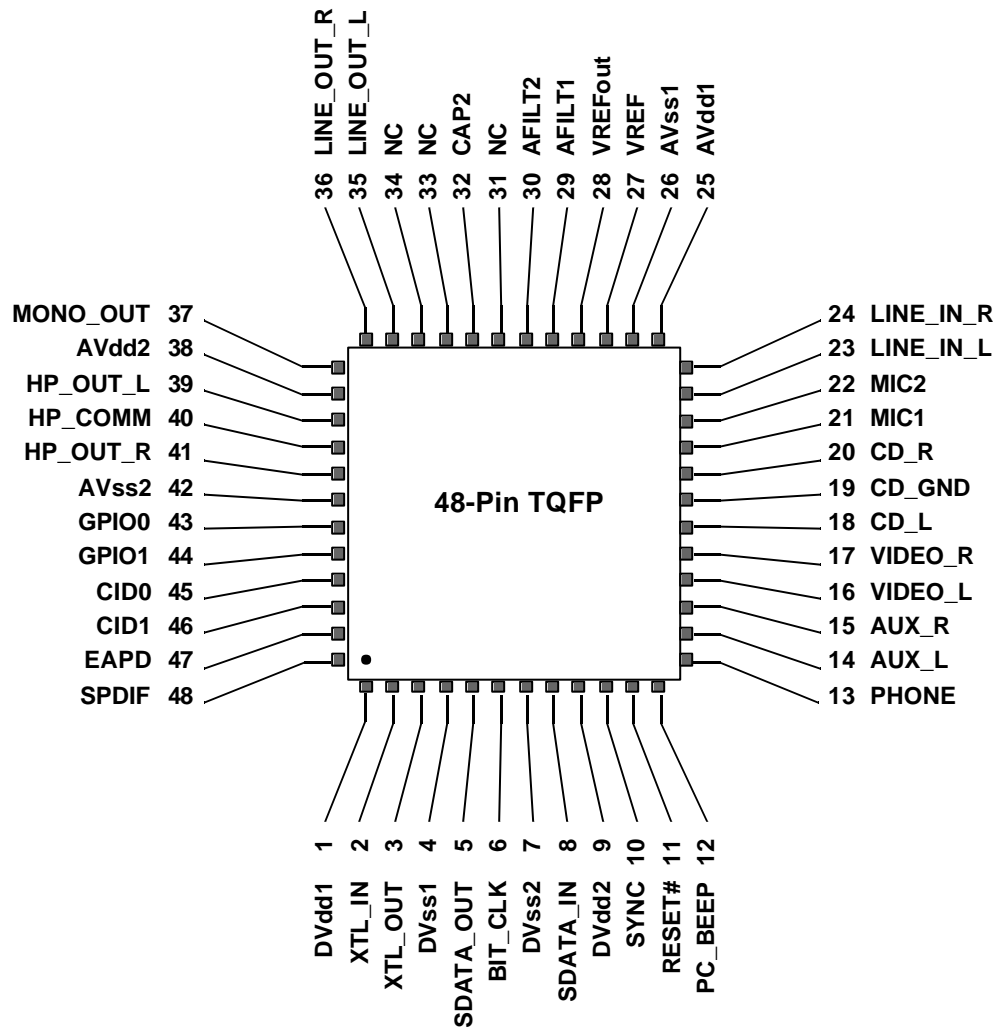 36 LINE_OUT_R
35 LINE_OUT_L
34 NC
33 NC
32 CAP2
31 NC
30 AFILT2
29 AFILT1
28 VREFout
27 VREF
26 AVss1
25 AVdd1
MONO_OUT 37
AVdd2 38
HP_OUT_L 39
HP_COMM 40
HP_OUT_R 41
AVss2 42
GPIO0 43
GPIO1 44
CID0 45
CID1 46
EAPD 47
SPDIF 48
48-Pin TQFP
24 LINE_IN_R
23 LINE_IN_L
22 MIC2
21 MIC1
20 CD_R
19 CD_GND
18 CD_L
17 VIDEO_R
16 VIDEO_L
15 AUX_R
14 AUX_L
13 PHONE
DVdd1 1
XTL_IN 2
XTL_OUT 3
DVss1 4
SDATA_OUT 5
BIT_CLK 6
DVss2 7
SDATA_IN 8
DVdd2 9
SYNC 10
RESET# 11
PC_BEEP 12